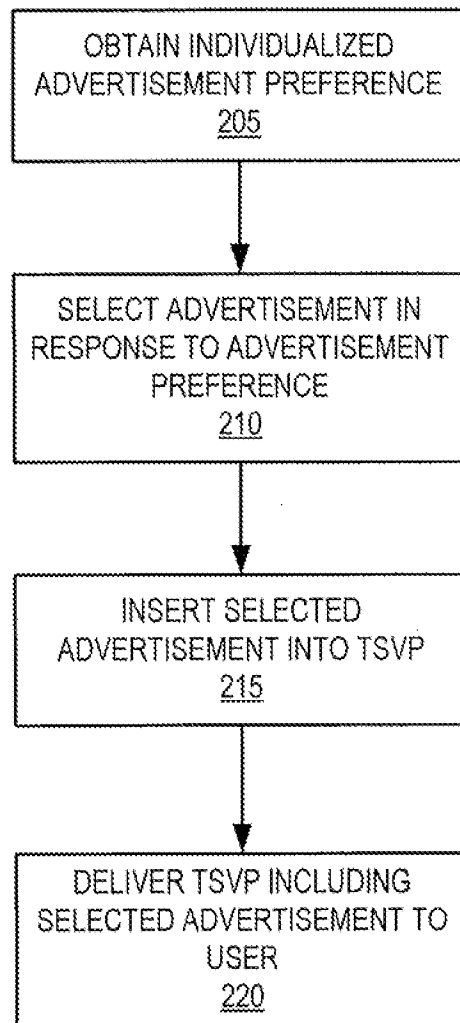 OBTAIN INDIVIDUALIZED
ADVERTISEMENT PREFERENCE
205
SELECT ADVERTISEMENT IN
RESPONSE TO ADVERTISEMENT
PREFERENCE
210
INSERT SELECTED
ADVERTISEMENT INTO TSVP
215
DELIVER TSVP INCLUDING
SELECTED ADVERTISEMENT TO
USER
220